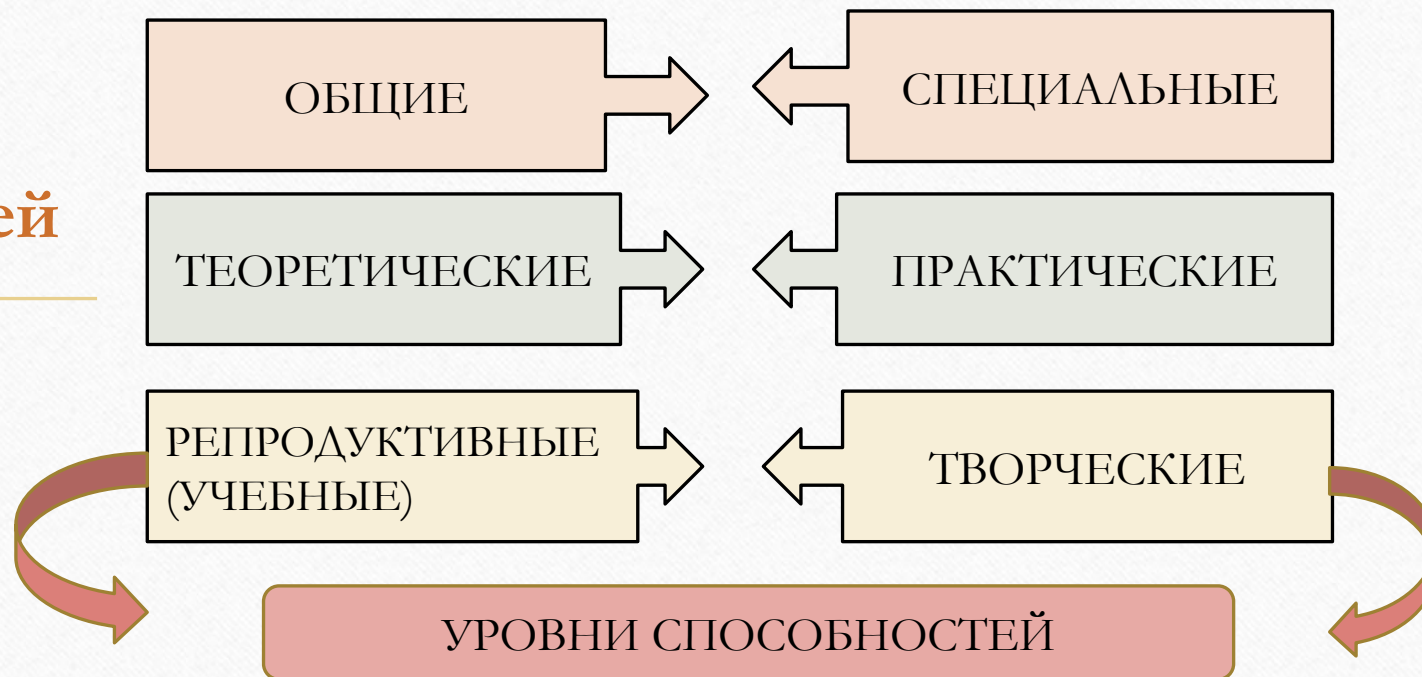 ОБЩИЕ
СПЕЦИАЛЬНЫЕ
ей
ТЕОРЕТИЧЕСКИЕ
ПРАКТИЧЕСКИЕ
РЕПРОДУКТИВНЫЕ
(УЧЕБНЫЕ)
ТВОРЧЕСКИЕ
УРОВНИ СПОСОБНОСТЕЙ